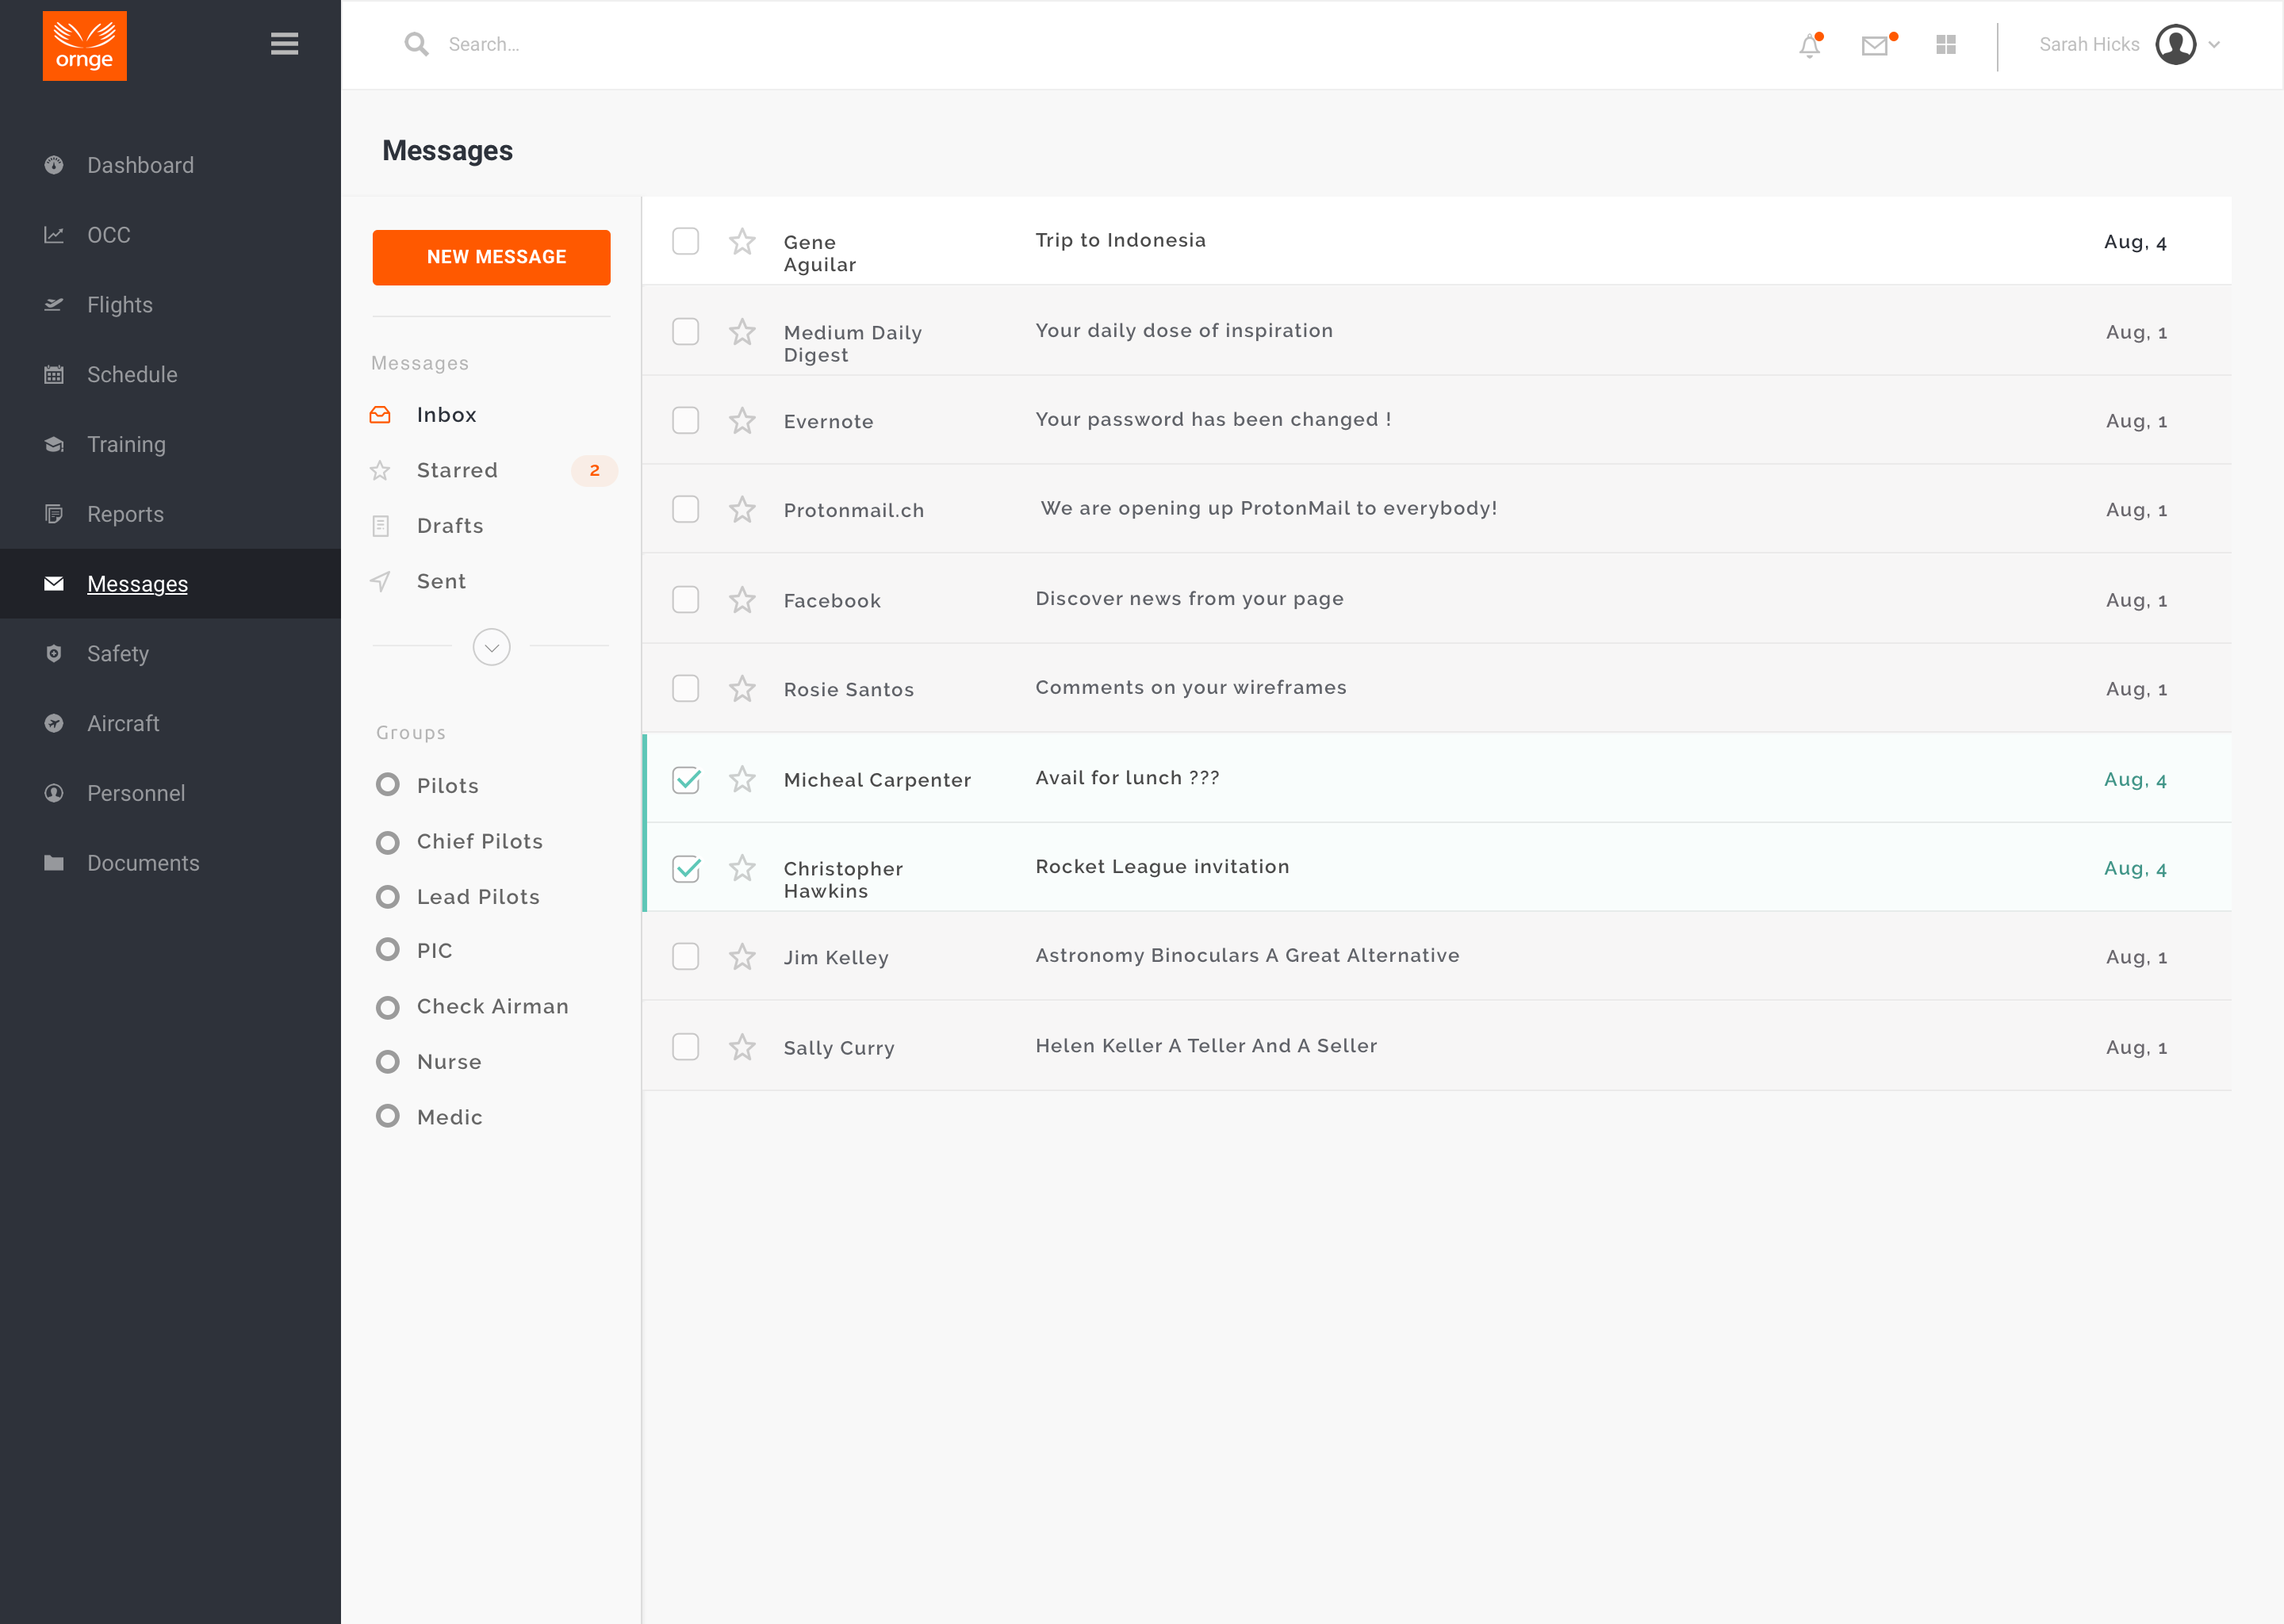 ornge
Search...
Sarah Hicks
Dashboard
OCC
Flights
Schedule
Training
Reports
Messages
Safety
Aircraft
Personnel
Documents
Messages
NEW MESSAGE
Messages
Inbox
Starred 2
Drafts
Sent
Groups
Pilots
Chief Pilots
Lead Pilots
PIC
Check Airman
Nurse
Medic
Gene
Aguilar
Trip to Indonesia
Aug, 4
Medium Daily
Digest
Your daily dose of inspiration
Aug, 1
Evernote
Your password has been changed !
Aug, 1
Protonmail.ch
We are opening up ProtonMail to everybody!
Aug, 1
Facebook
Discover news from your page
Aug, 1
Rosie Santos
Comments on your wireframes
Aug, 1
Micheal Carpenter
Avail for lunch ???
Aug, 4
Christopher
Hawkins
Rocket League invitation
Aug, 4
Jim Kelley
Astronomy Binoculars A Great Alternative
Aug, 1
Sally Curry
Helen Keller A Teller And A Seller
Aug, 1